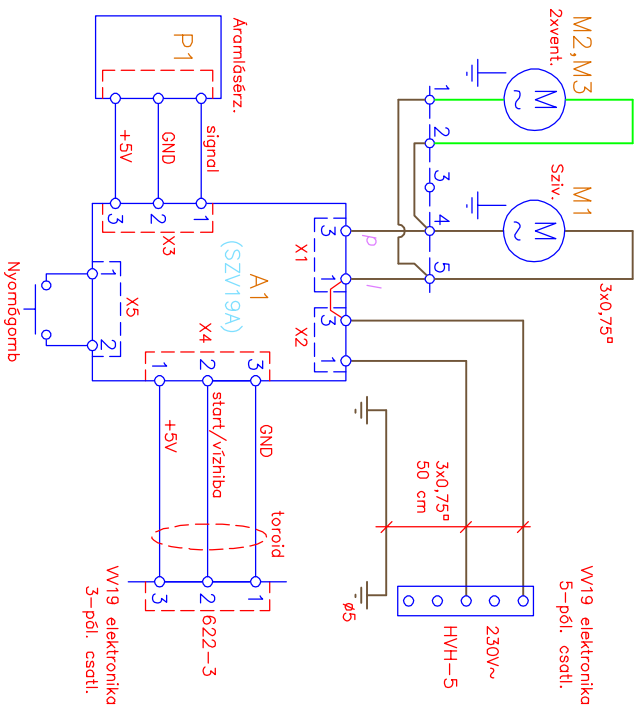 M2,M3
2xvent.
M
~
M1
Sziv.
M
~
3x0,75¤
1
2
3
4
5
Áramlásérz.
P1
signal
GND
+5V
1
2
3
X3
3
1
X1
p
l
3
1
X2
A1
(SZV19A)
X5
1
2
Nyomógomb
X4
3
2
1
GND
start/vízhiba
+5V
toroid
1
2
3
622-3
VV19 elektronika
3-pól. csatl.
3x0,75¤
50 cm
ø5
230V~
HVH-5
VV19 elektronika
5-pól. csatl.